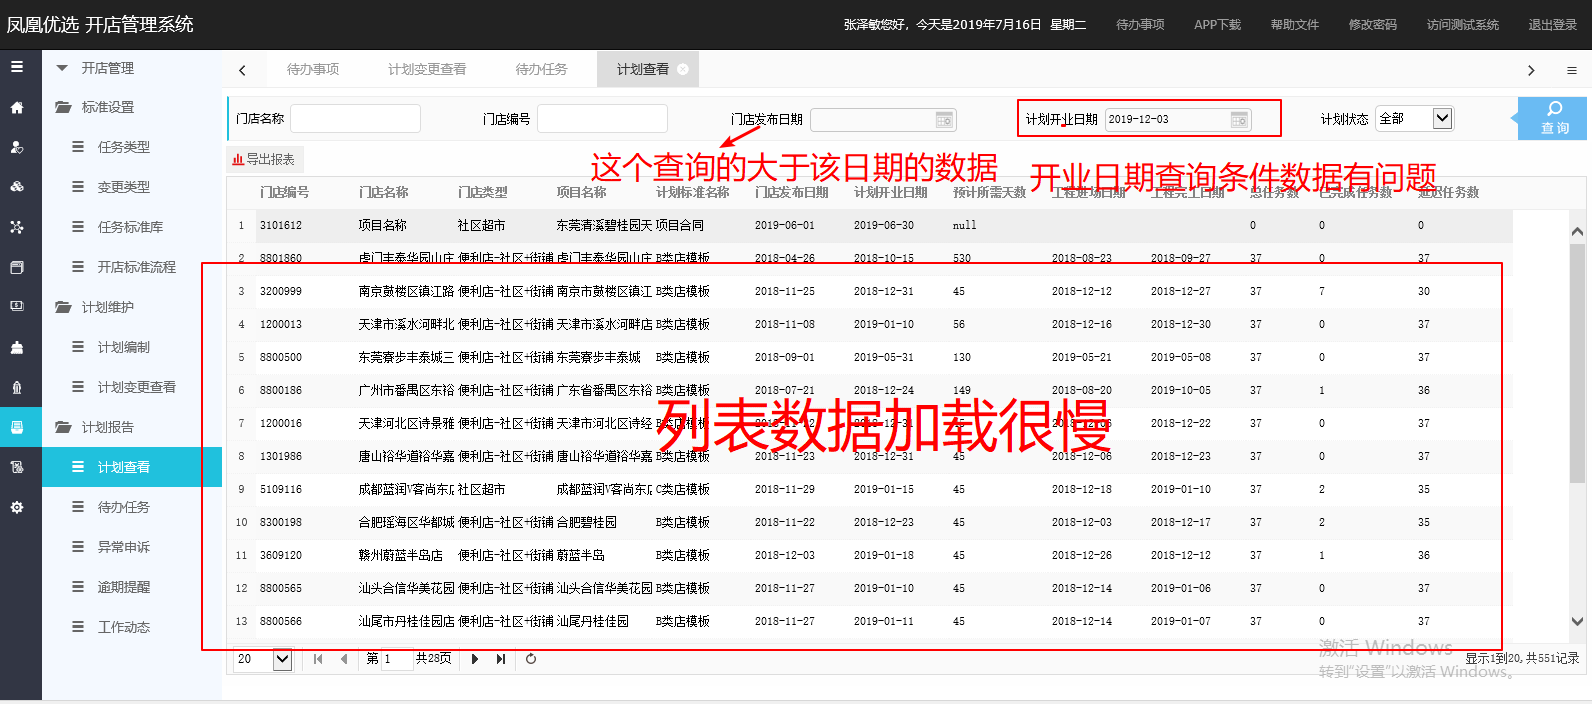 凤凰优选 开店管理系统
张泽敏您好，今天是2019年7月16日 星期二 待办事项 APP下载 帮助文件 修改密码 访问测试系统 退出登录
开店管理
标准设置
任务类型
变更类型
任务标准库
开店标准流程
计划维护
计划编制
计划变更查看
计划报告
计划查看
待办任务
异常申诉
逾期提醒
工作动态
待办事项 计划变更查看 待办任务 计划查看
门店名称 门店编号 门店发布日期 计划开业日期 2019-12-03 计划状态 全部 查 询
导出报表
这个查询的大于该日期的数据
开业日期查询条件数据有问题
门店编号 门店名称 门店类型 项目名称 计划标准名称 门店发布日期 计划开业日期 预计所需天数 工程进场日期 工程完工日期 总任务数 已完成任务数 延迟任务数
1 3101612 项目名称 社区超市 东莞清溪碧桂园天 项目合同 2019-06-01 2019-06-30 null 0 0 0
2 8801860 虎门丰泰华园山庄 便利店-社区+街铺 虎门丰泰华园山庄 B类店模板 2018-04-26 2018-10-15 530 2018-08-23 2018-09-27 37 0 37
3 3200999 南京鼓楼区镇江路 便利店-社区+街铺 南京市鼓楼区镇江 B类店模板 2018-11-25 2018-12-31 45 2018-12-12 2018-12-27 37 7 30
4 1200013 天津市溪水河畔北 便利店-社区+街铺 天津市溪水河畔店 B类店模板 2018-11-08 2019-01-10 56 2018-12-16 2018-12-30 37 0 37
5 8800500 东莞寮步丰泰城三 便利店-社区+街铺 东莞寮步丰泰城 B类店模板 2018-09-01 2019-05-31 130 2019-05-21 2019-05-08 37 0 37
6 8800186 广州市番禺区东裕 便利店-社区+街铺 广东省番禺区东裕 B类店模板 2018-07-21 2018-12-24 149 2018-08-20 2019-10-05 37 1 36
7 1200016 天津河北区诗景雅 便利店-社区+街铺 天津市河北区诗经 B类店模板 2018-12-31 2018-12-22 37 0 37
列表数据加载很慢
8 1301986 唐山裕华道裕华嘉 便利店-社区+街铺 唐山裕华道裕华嘉 B类店模板 2018-11-23 2018-12-31 45 2018-12-06 2018-12-23 37 0 37
9 5109116 成都蓝润V客尚东店 社区超市 成都蓝润V客尚东店 C类店模板 2018-11-29 2019-01-15 45 2018-12-18 2019-01-10 37 2 35
10 8300198 合肥瑶海区华都城 便利店-社区+街铺 合肥碧桂园 B类店模板 2018-11-22 2018-12-23 45 2018-12-03 2018-12-17 37 2 35
11 3609120 赣州蔚蓝半岛店 便利店-社区+街铺 蔚蓝半岛 B类店模板 2018-12-03 2019-01-18 45 2018-12-26 2018-12-12 37 1 36
12 8800565 汕头合信华美花园 便利店-社区+街铺 汕头合信华美花园 B类店模板 2018-11-27 2019-01-10 45 2018-12-14 2019-01-06 37 0 37
13 8800566 汕尾市丹桂佳园店 便利店-社区+街铺 汕尾丹桂佳园 B类店模板 2018-11-27 2019-01-11 45 2018-12-14 2019-01-07 37 0 37
20 第 1 共28页 显示1到20,共551记录
激活 Windows
转到“设置”以激活 Windows。